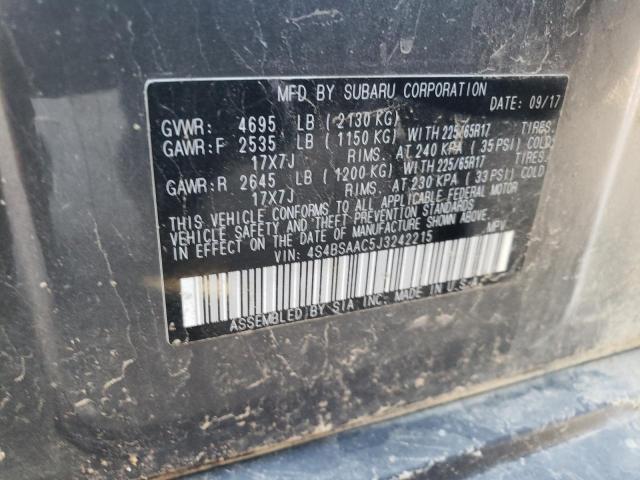 MFD BY SUBARU CORPORATION
DATE: 09/17
GVWR: 4695 LB (2130 KG)
GAWR:F 2535 LB (1150 KG) WITH 225/65R17 TIRES.
17X7J RIMS. AT 240 KPA (35 PSI) COLD
GAWR:R 2645 LB (1200 KG) WITH 225/65R17 TIRES.
17X7J RIMS. AT 230 KPA (33 PSI) COLD
THIS VEHICLE CONFORMS TO ALL APPLICABLE FEDERAL MOTOR
VEHICLE SAFETY AND THEFT PREVENTION STANDARDS
IN EFFECT ON THE DATE OF MANUFACTURE SHOWN ABOVE.
VIN: 4S4BSAAC5J3242215 MPV
ASSEMBLED BY SIA INC. MADE IN U.S.A.